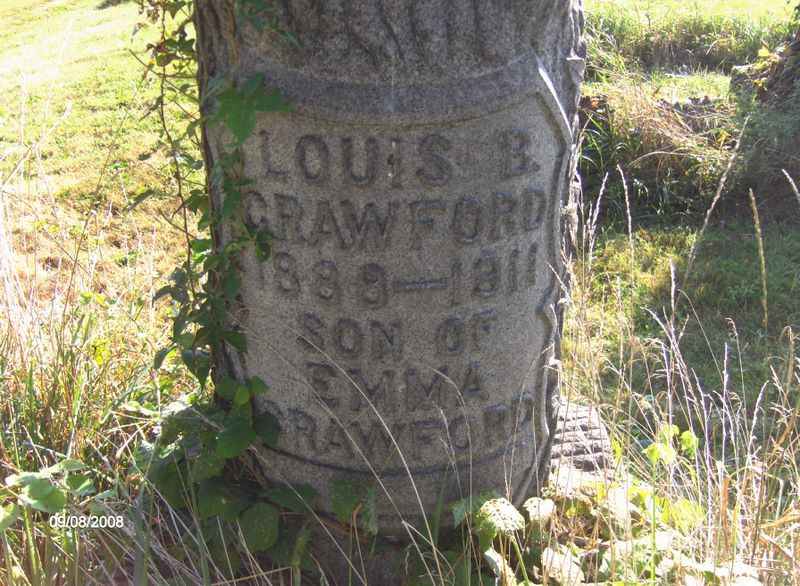 LOUIS B.
CRAWFORD
1889—1911
SON OF
EMMA
CRAWFORD
09/08/2008